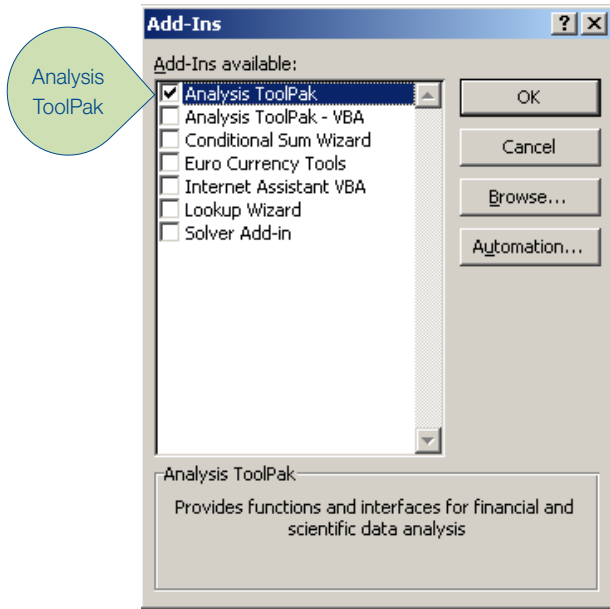 Add-Ins
Analysis
ToolPak
Add-Ins available:
Analysis ToolPak
Analysis ToolPak - VBA
Conditional Sum Wizard
Euro Currency Tools
Internet Assistant VBA
Lookup Wizard
Solver Add-in
OK
Cancel
Browse...
Automation...
Analysis ToolPak
Provides functions and interfaces for financial and
scientific data analysis